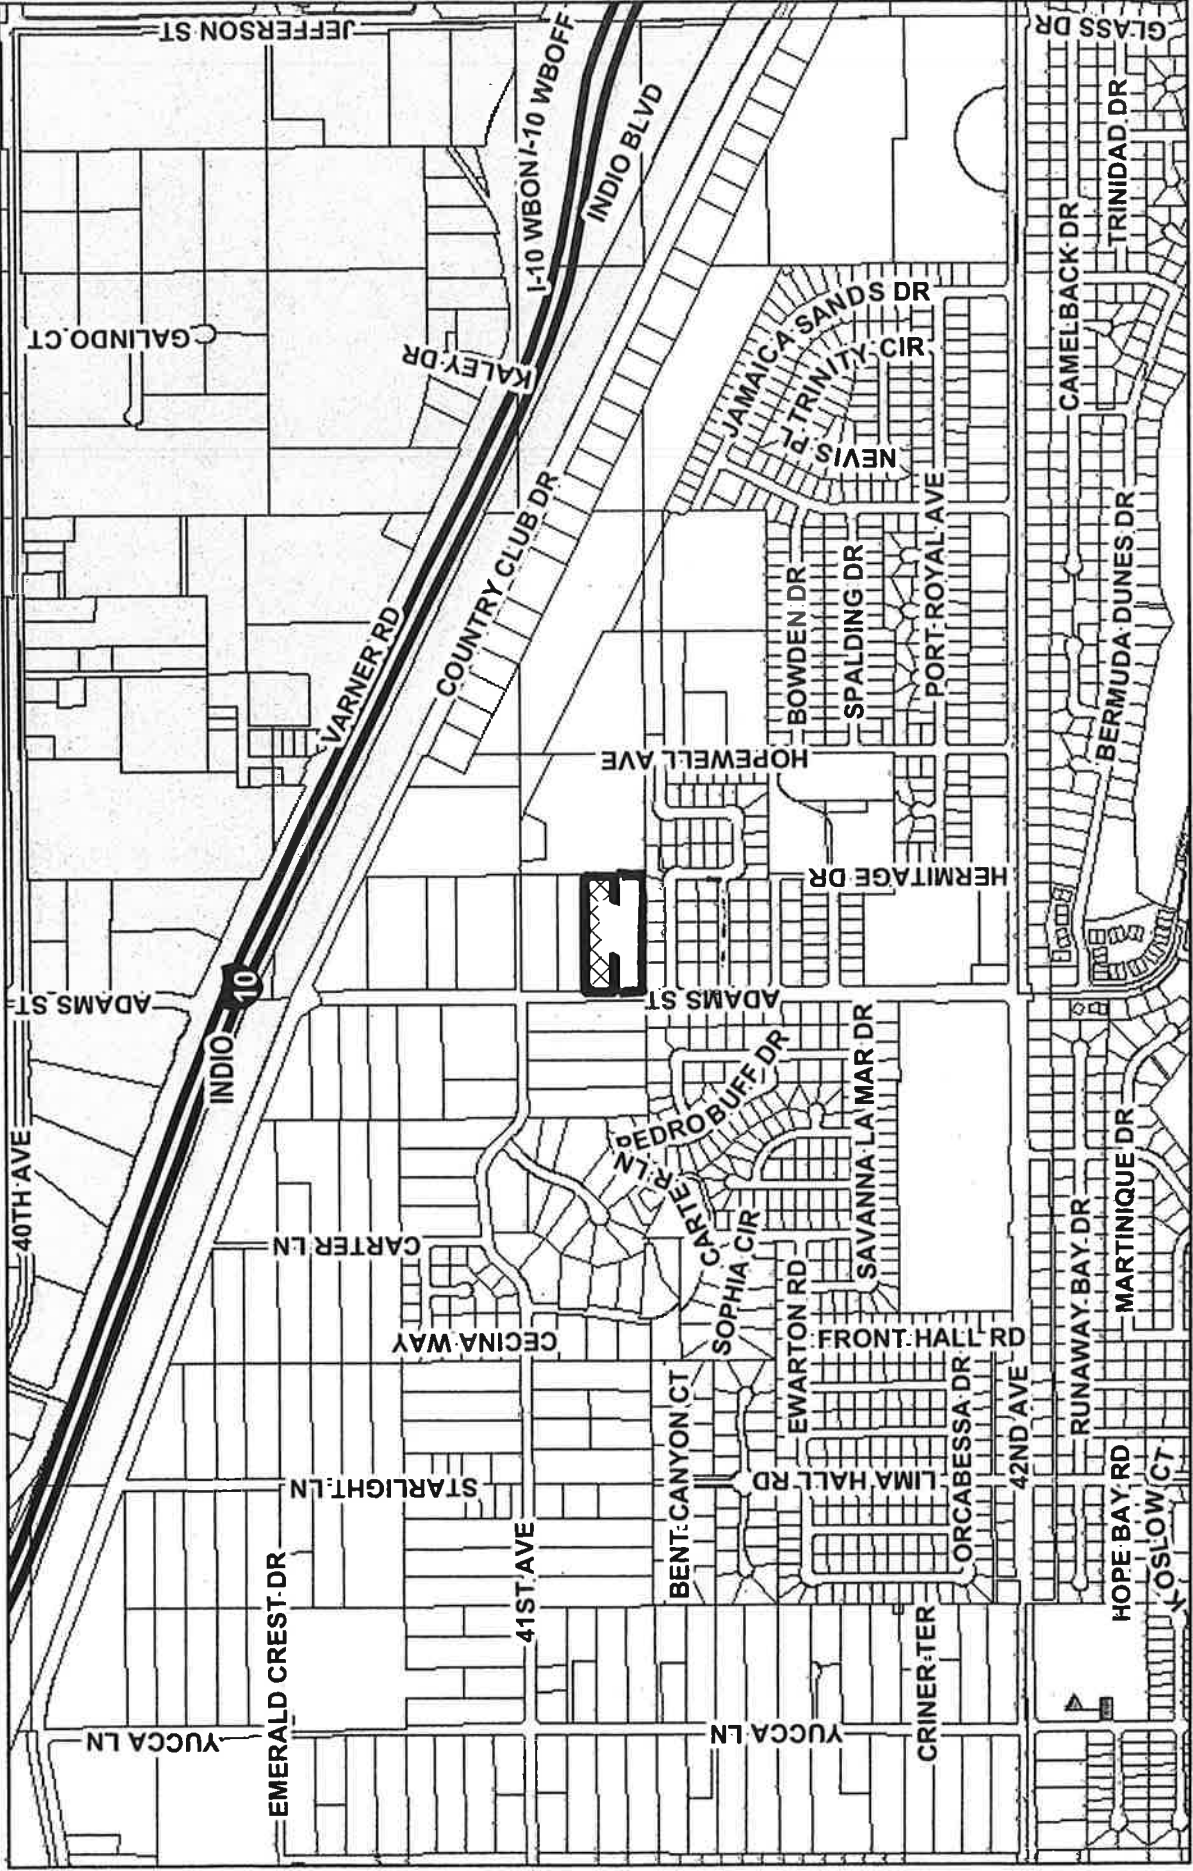 JEFFERSON ST
GLASS DR
I-10 WBON/I-10 WBOFF
INDIO BLVD
TRINIDAD DR
CAMELBACK DR
GALINDO CT
KALEY DR
JAMAICA SANDS DR
TRINITY CIR
NEVIS PL
COUNTRY CLUB DR
VARNER RD
BOWDEN DR
SPALDING DR
PORT ROYAL AVE
BERMUDA DUNES DR
HOPEWELL AVE
HERMITAGE DR
ADAMS ST
10
INDIO
ADAMS ST
40TH AVE
PEDRO BUFF DR
SAVANNA LA MAR DR
CARTER LN
CARTER LN
SOPHIA CIR
MARTINIQUE DR
RUNAWAY BAY DR
CECINA WAY
EWARTON RD
FRONT HALL RD
BENT CANYON CT
ORCABESSA DR
42ND AVE
STARLIGHT LN
LIMA HALL RD
HOPE BAY RD
OSLOW CT
41ST AVE
EMERALD CREST DR
CRINER TER
YUCCA LN
YUCCA LN